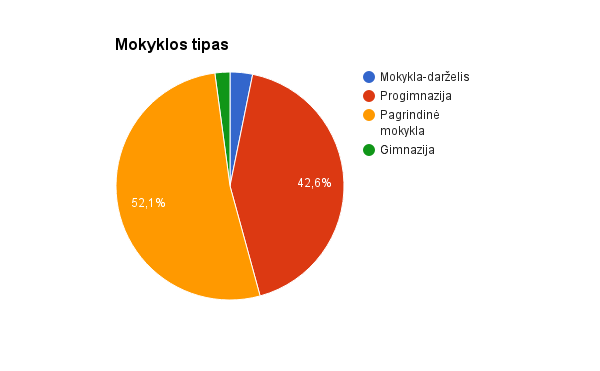 Mokyklos tipas
Mokykla-darželis
Progimnazija
Pagrindinė
mokykla
Gimnazija
42,6%
52,1%